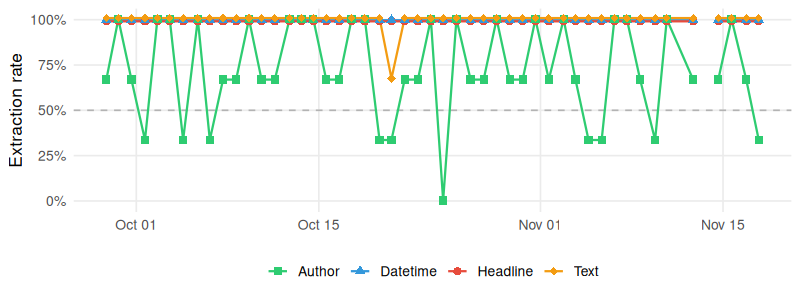 Extraction rate
100%
75%
50%
25%
0%
Oct 01 Oct 15 Nov 01 Nov 15
Author Datetime Headline Text